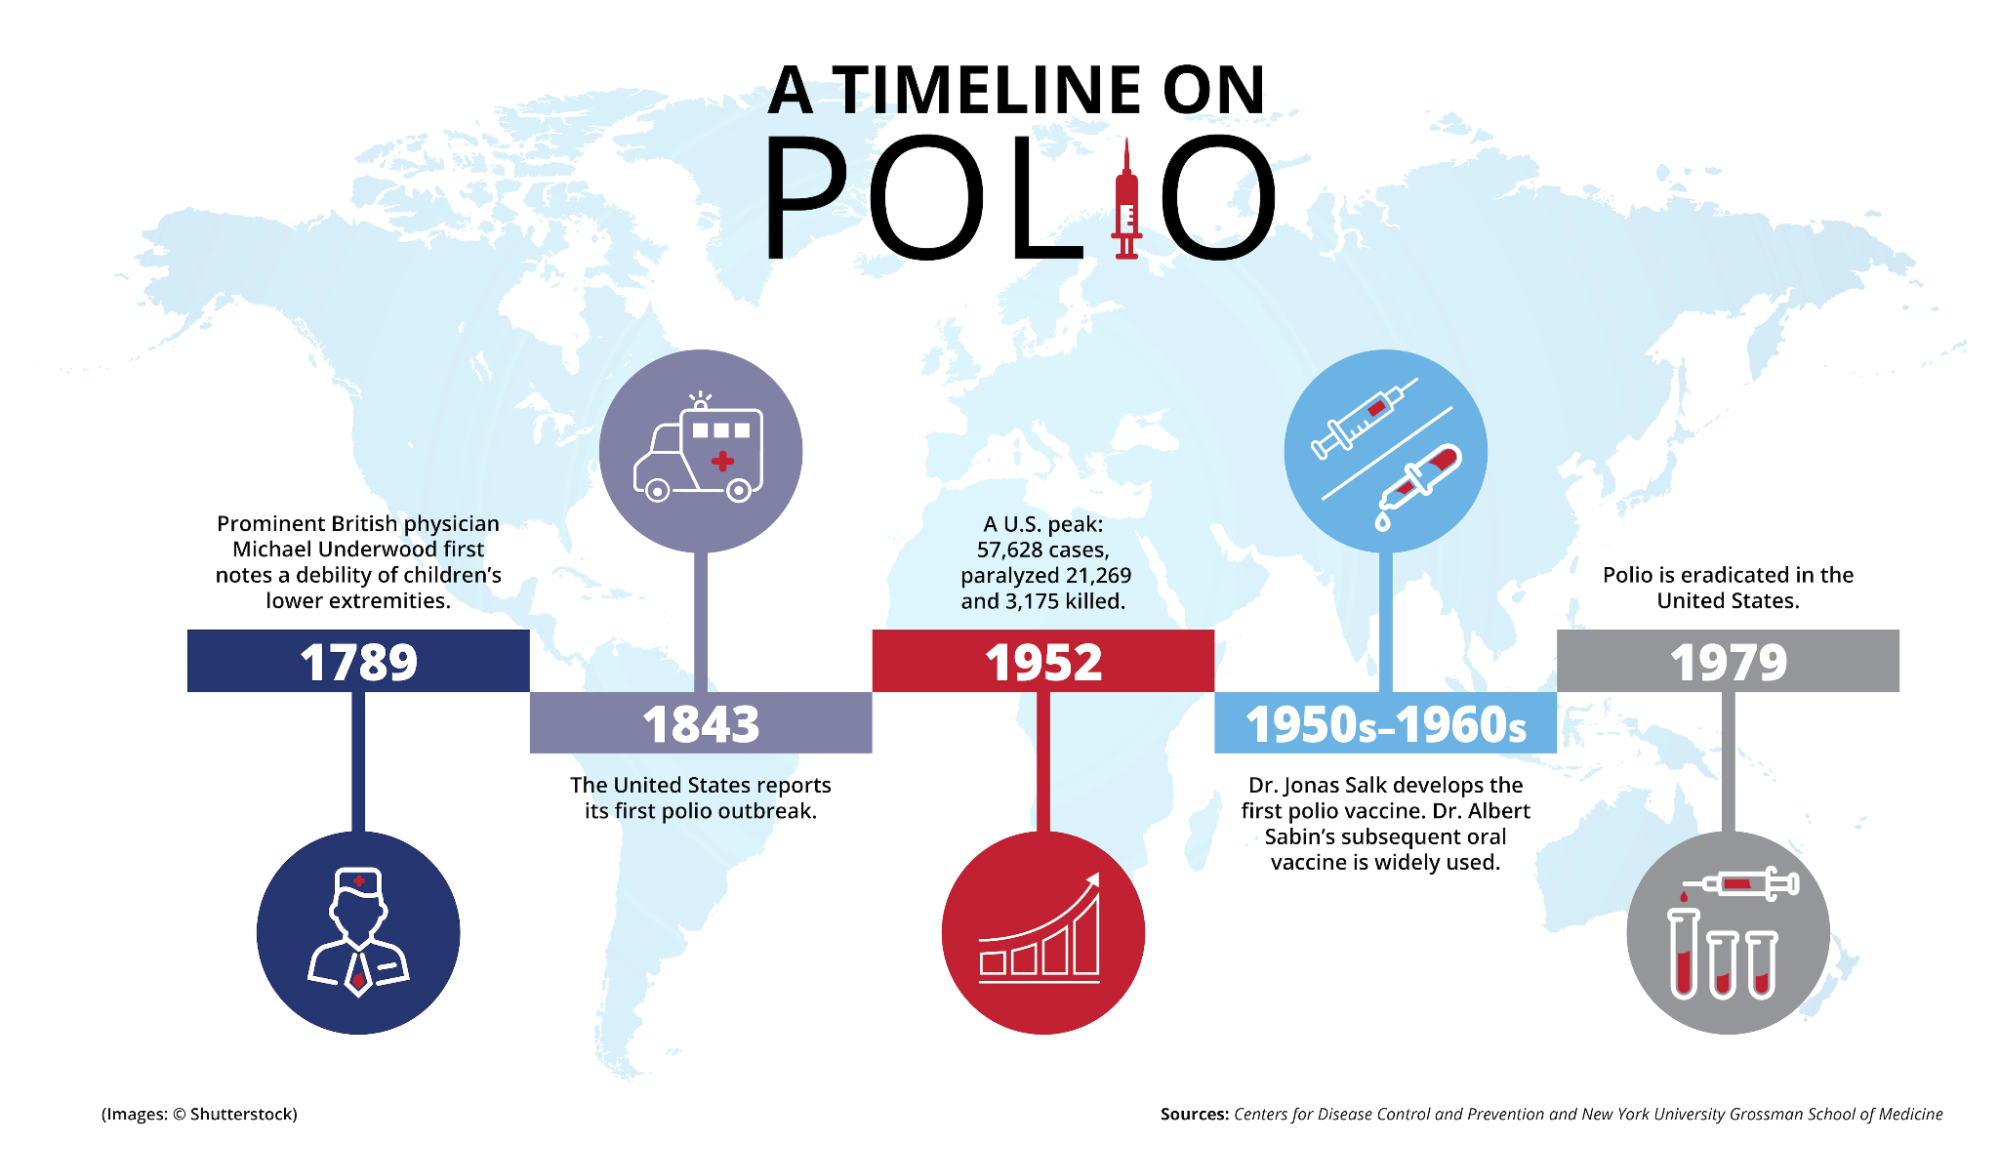 A TIMELINE ON
POLIO
Prominent British physician
Michael Underwood first
notes a debility of children’s
lower extremities.
1789
1843
The United States reports
its first polio outbreak.
A U.S. peak:
57,628 cases,
paralyzed 21,269
and 3,175 killed.
1952
1950s–1960s
Dr. Jonas Salk develops the
first polio vaccine. Dr. Albert
Sabin’s subsequent oral
vaccine is widely used.
Polio is eradicated in the
United States.
1979
(Images: © Shutterstock)
Sources: Centers for Disease Control and Prevention and New York University Grossman School of Medicine